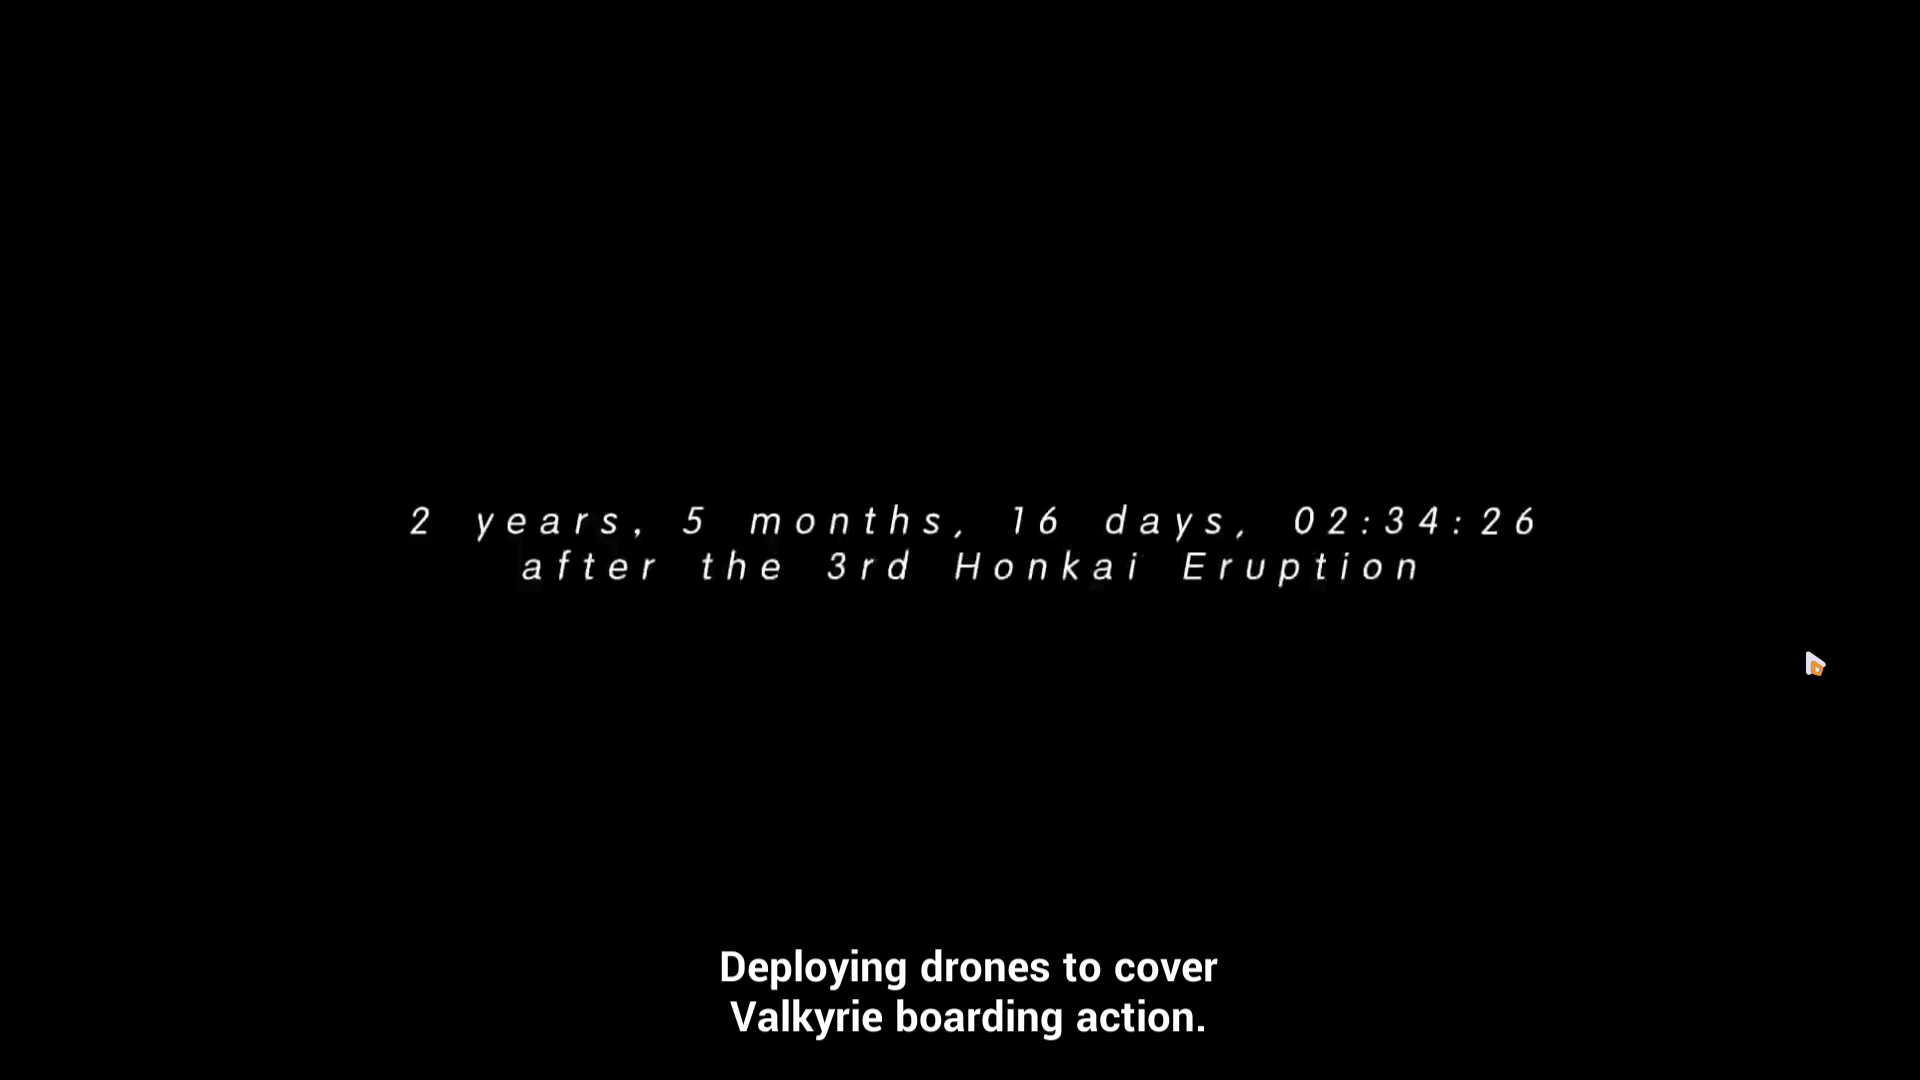 2 years, 5 months, 16 days, 02:34:26
after the 3rd Honkai Eruption
Deploying drones to cover
Valkyrie boarding action.